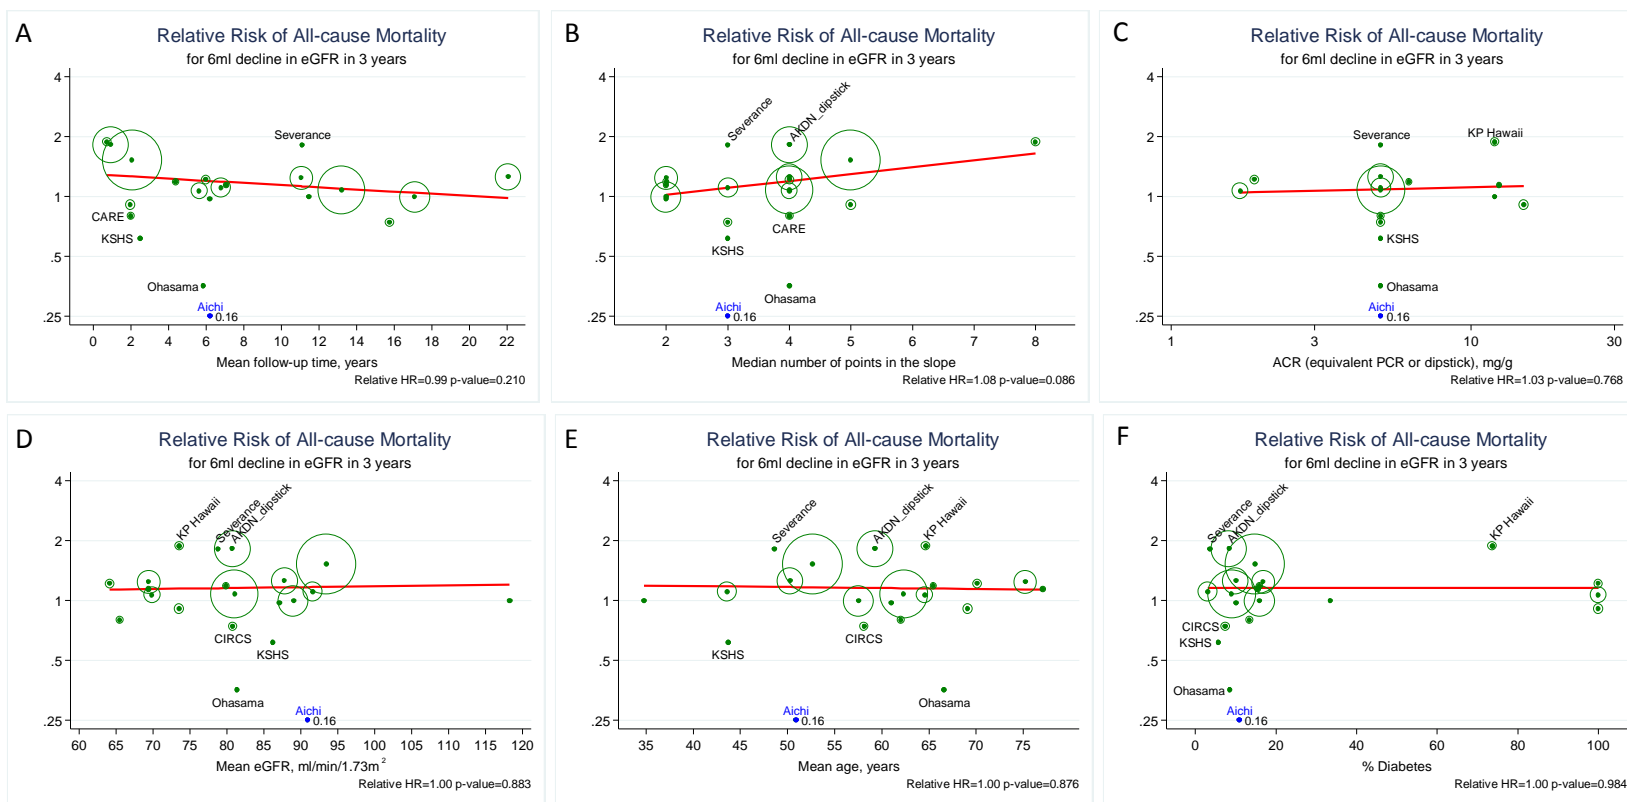 A
Relative Risk of All-cause Mortality
for 6ml decline in eGFR in 3 years
4
2
1
.5
.25
Severance
CARE
KSHS
Ohasama
Aichi
0.16
0 2 4 6 8 10 12 14 16 18 20 22
Mean follow-up time, years
Relative HR=0.99 p-value=0.210
B
Relative Risk of All-cause Mortality
for 6ml decline in eGFR in 3 years
4
2
1
.5
.25
Severance
AKDN_dipstick
CARE
KSHS
Ohasama
Aichi
0.16
2 3 4 5 6 7 8
Median number of points in the slope
Relative HR=1.08 p-value=0.086
C
Relative Risk of All-cause Mortality
for 6ml decline in eGFR in 3 years
4
2
1
.5
.25
Severance
KP Hawaii
KSHS
Ohasama
Aichi
0.16
1 3 10 30
ACR (equivalent PCR or dipstick), mg/g
Relative HR=1.03 p-value=0.768
D
Relative Risk of All-cause Mortality
for 6ml decline in eGFR in 3 years
4
2
1
.5
.25
KP Hawaii
Severance
AKDN_dipstick
CIRCS
KSHS
Ohasama
Aichi
0.16
60 65 70 75 80 85 90 95 100 105 110 115 120
Mean eGFR, ml/min/1.73m²
Relative HR=1.00 p-value=0.883
E
Relative Risk of All-cause Mortality
for 6ml decline in eGFR in 3 years
4
2
1
.5
.25
Severance
AKDN_dipstick
KP Hawaii
CIRCS
KSHS
Ohasama
Aichi
0.16
35 40 45 50 55 60 65 70 75
Mean age, years
Relative HR=1.00 p-value=0.876
F
Relative Risk of All-cause Mortality
for 6ml decline in eGFR in 3 years
4
2
1
.5
.25
Severance
AKDN_dipstick
KP Hawaii
CIRCS
KSHS
Ohasama
Aichi
0.16
0 20 40 60 80 100
% Diabetes
Relative HR=1.00 p-value=0.984